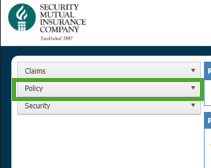 SECURITY
MUTUAL
INSURANCE
COMPANY
Established 1887
Claims
Policy
Security